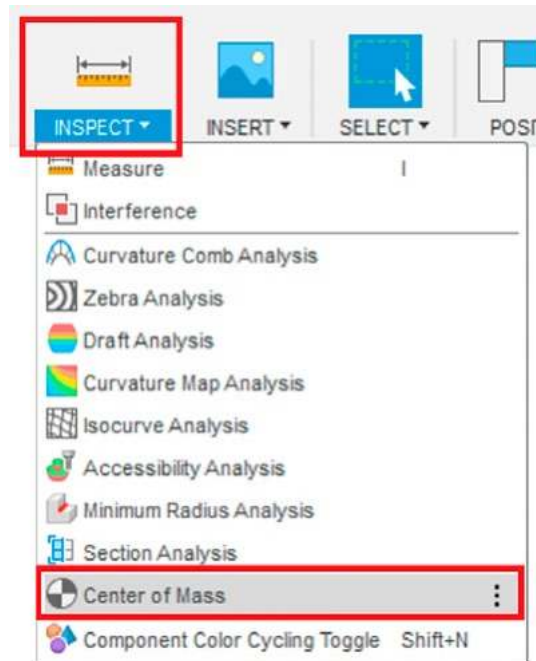 INSPECT INSERT SELECT
Measure I
Interference
Curvature Comb Analysis
Zebra Analysis
Draft Analysis
Curvature Map Analysis
Isocurve Analysis
Accessibility Analysis
Minimum Radius Analysis
Section Analysis
Center of Mass
Component Color Cycling Toggle Shift+N